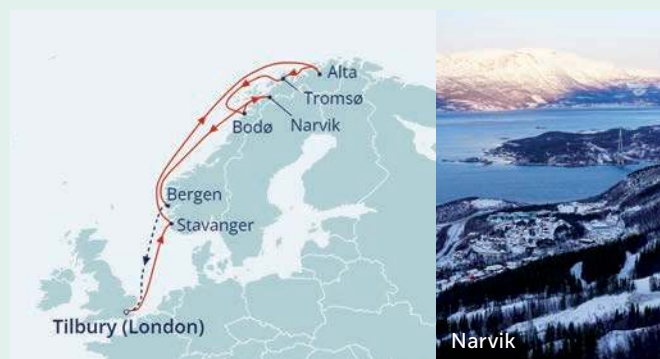 Alta
Tromsø
Bodø
Narvik
Bergen
Stavanger
Tilbury (London)
Narvik